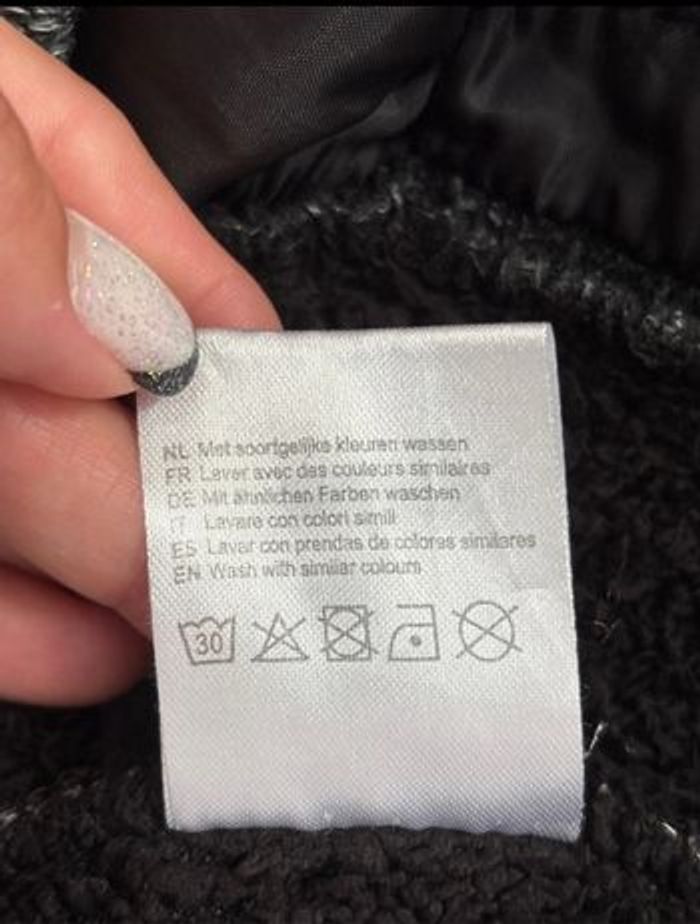 NL Met soortgelijke kleuren wassen
FR Laver avec des couleurs similaires
DE Mit ähnlichen Farben waschen
IT Lavare con colori simili
ES Lavar con prendas de colores similares
EN Wash with similar colours
30